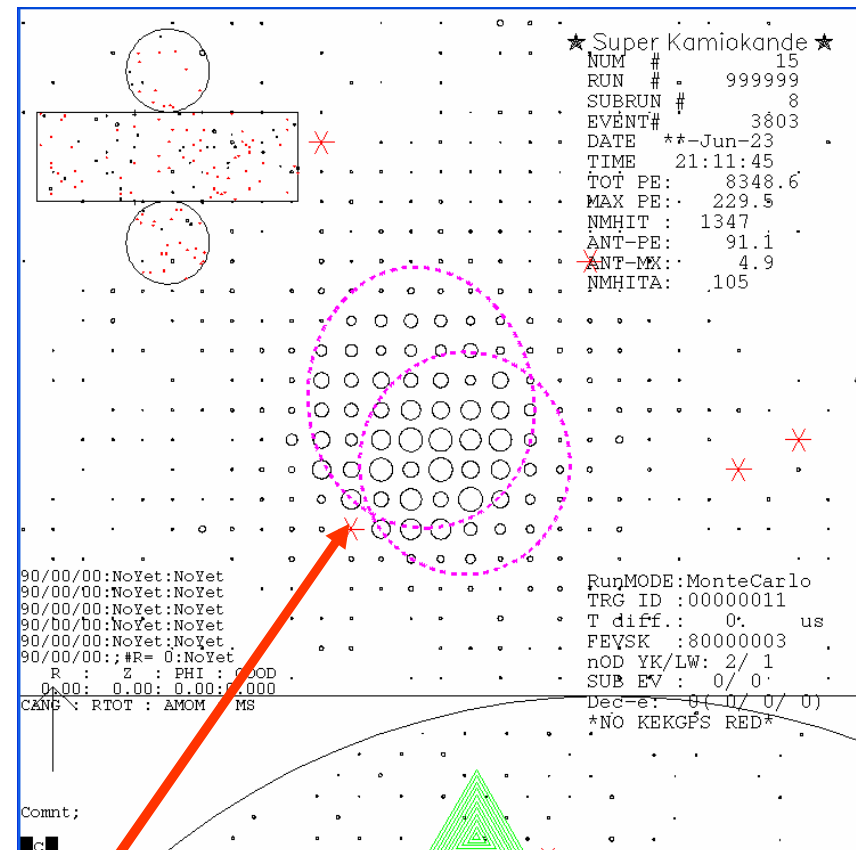 ★ Super Kamiokande ★
NUM # 15
RUN # 999999
SUBRUN # 8
EVENT# 3803
DATE **-Jun-23
TIME 21:11:45
TOT PE: 8348.6
MAX PE: 229.5
NMHIT : 1347
ANT-PE: 91.1
ANT-MX: 4.9
NMHITA: 105
90/00/00:NoYet:NoYet
90/00/00:NoYet:NoYet
90/00/00:NoYet:NoYet
90/00/00:NoYet:NoYet
90/00/00:NoYet:NoYet
90/00/00:;#R= 0:NoYet
R : Z : PHI : GOOD
0.00: 0.00: 0.00:0.000
CANG : RTOT : AMOM : MS
RunMODE:MonteCarlo
TRG ID :00000011
T diff.: 0. us
FEVSK :80000003
nOD YK/LW: 2/ 1
SUB EV : 0/ 0
Dec-e: 0( 0/ 0/ 0)
*NO KEKGPS RED*
Comnt;